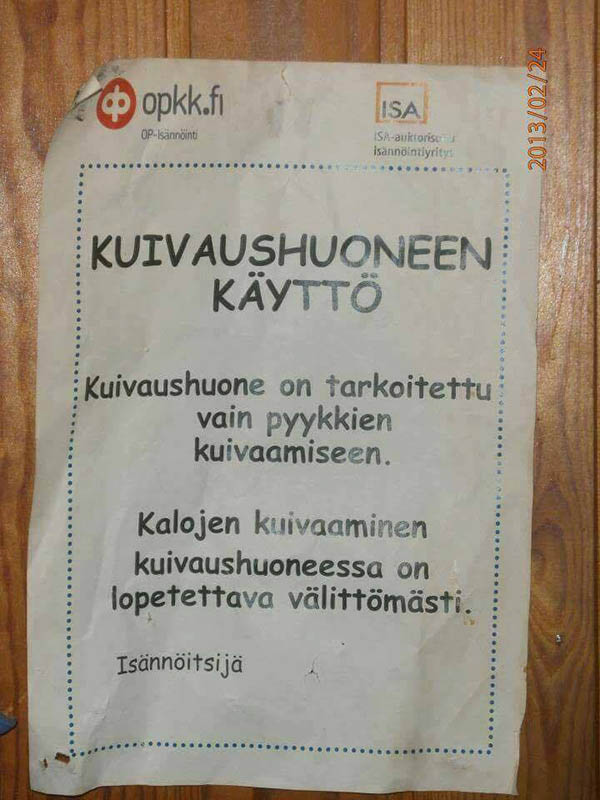 opkk.fi
OP-Isännöinti
ISA
ISA-auktorisoitu
isännöintiyritys
2013/02/24
KUIVAUSHUONEEN
KÄYTTÖ
Kuivaushuone on tarkoitettu
vain pyykkien
kuivaamiseen.
Kalojen kuivaaminen
kuivaushuoneessa on
lopetettava välittömästi.
Isännöitsijä